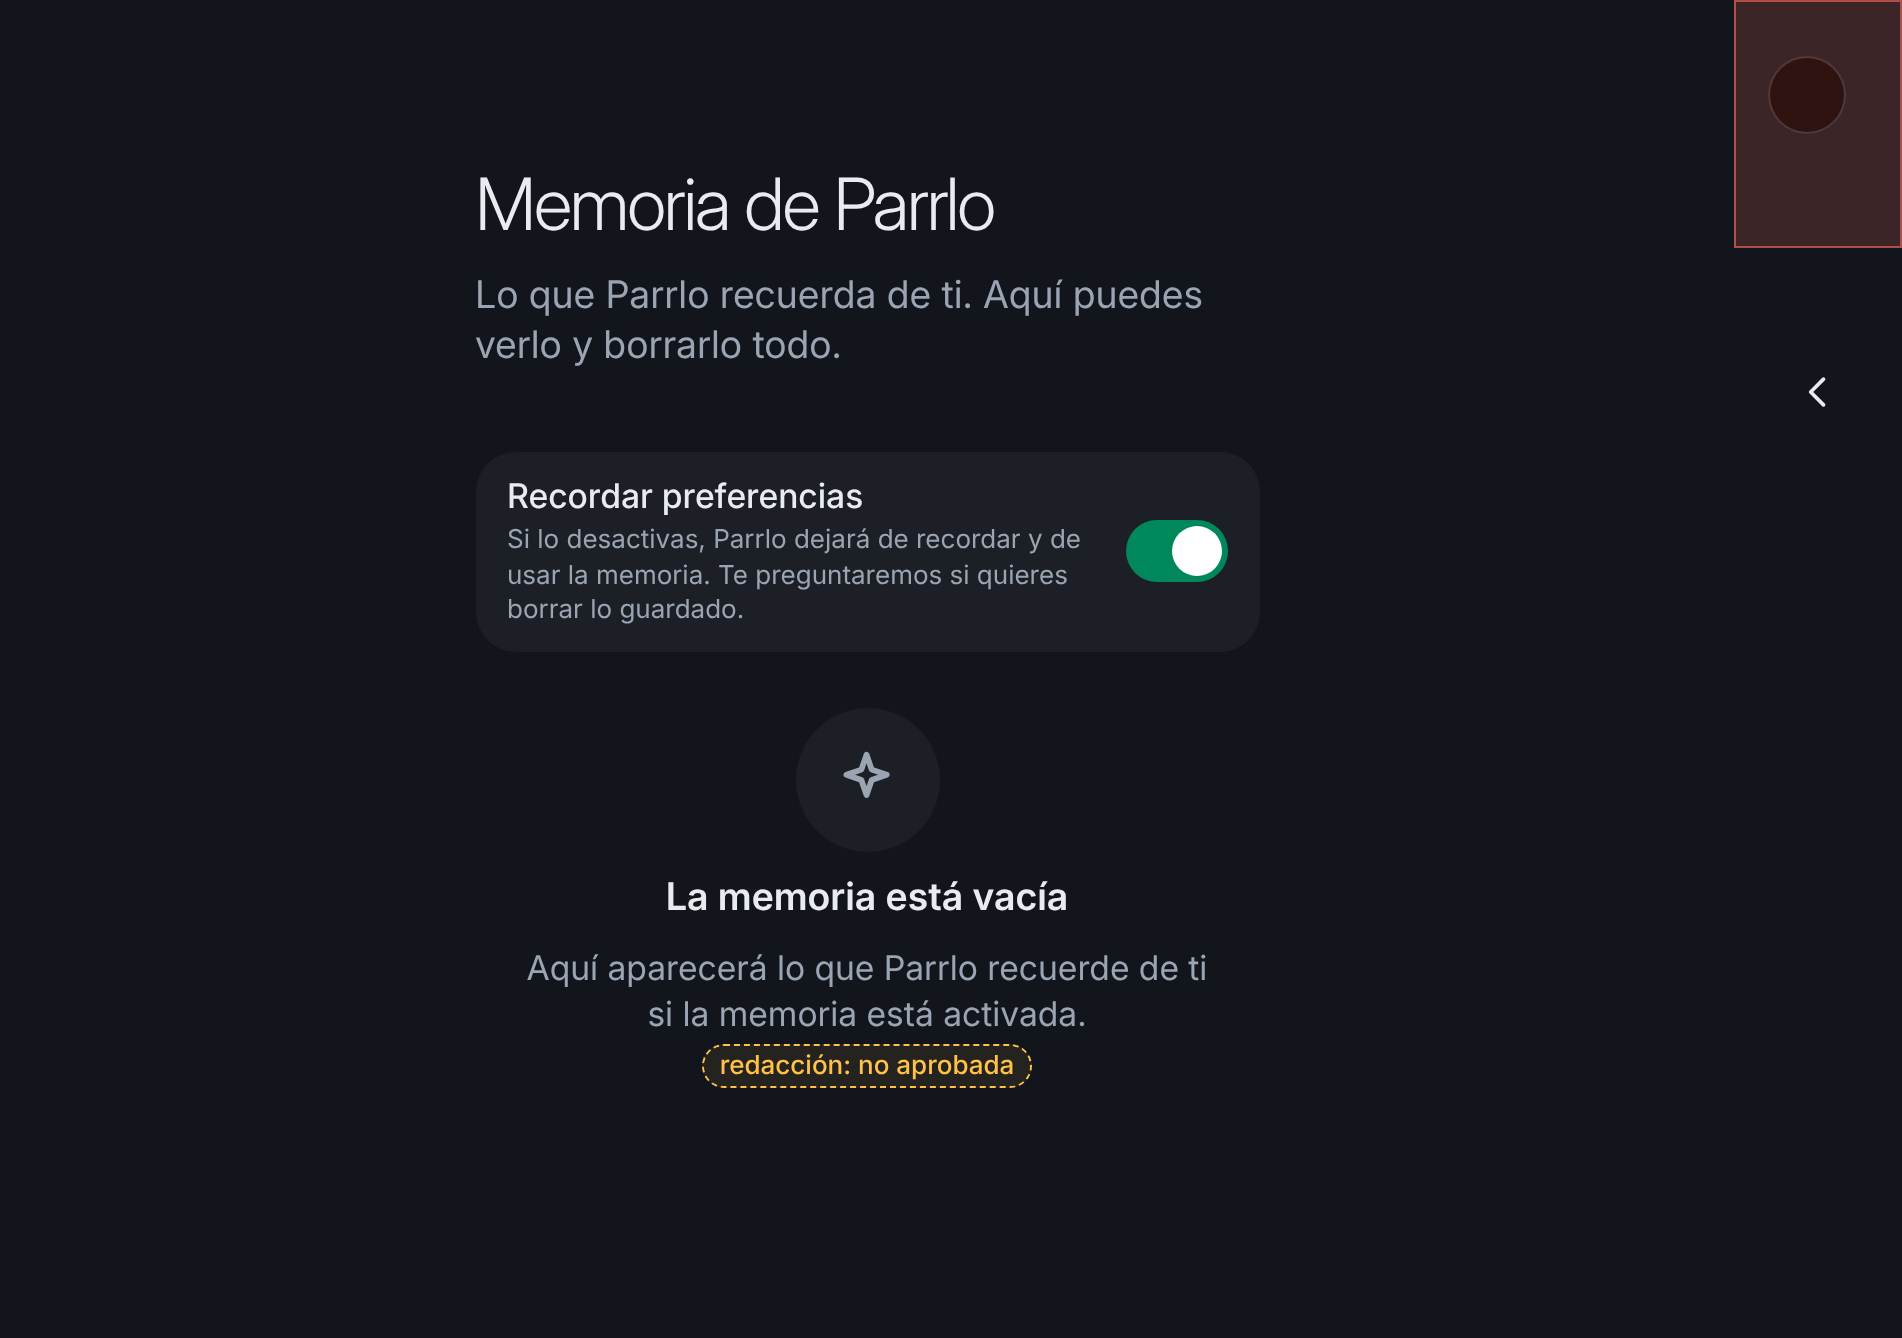 Memoria de Parrlo
Lo que Parrlo recuerda de ti. Aquí puedes
verlo y borrarlo todo.
Recordar preferencias
Si lo desactivas, Parrlo dejará de recordar y de
usar la memoria. Te preguntaremos si quieres
borrar lo guardado.
La memoria está vacía
Aquí aparecerá lo que Parrlo recuerde de ti
si la memoria está activada.
redacción: no aprobada